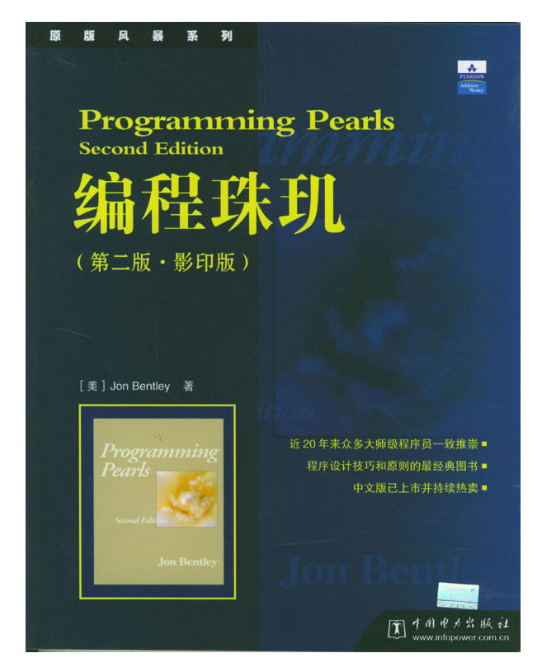 原版风暴系列
PEARSON
Addison
Wesley
Programming Pearls
Second Edition
编程珠玑
（第二版·影印版）
[美] Jon Bentley 著
近20年来众多大师级程序员一致推崇
程序设计技巧和原则的最经典图书
中文版已上市并持续热卖
Programming
Pearls
Second Edition
Jon Bentley
Jon Bentley
中国电力出版社
www.infopower.com.cn